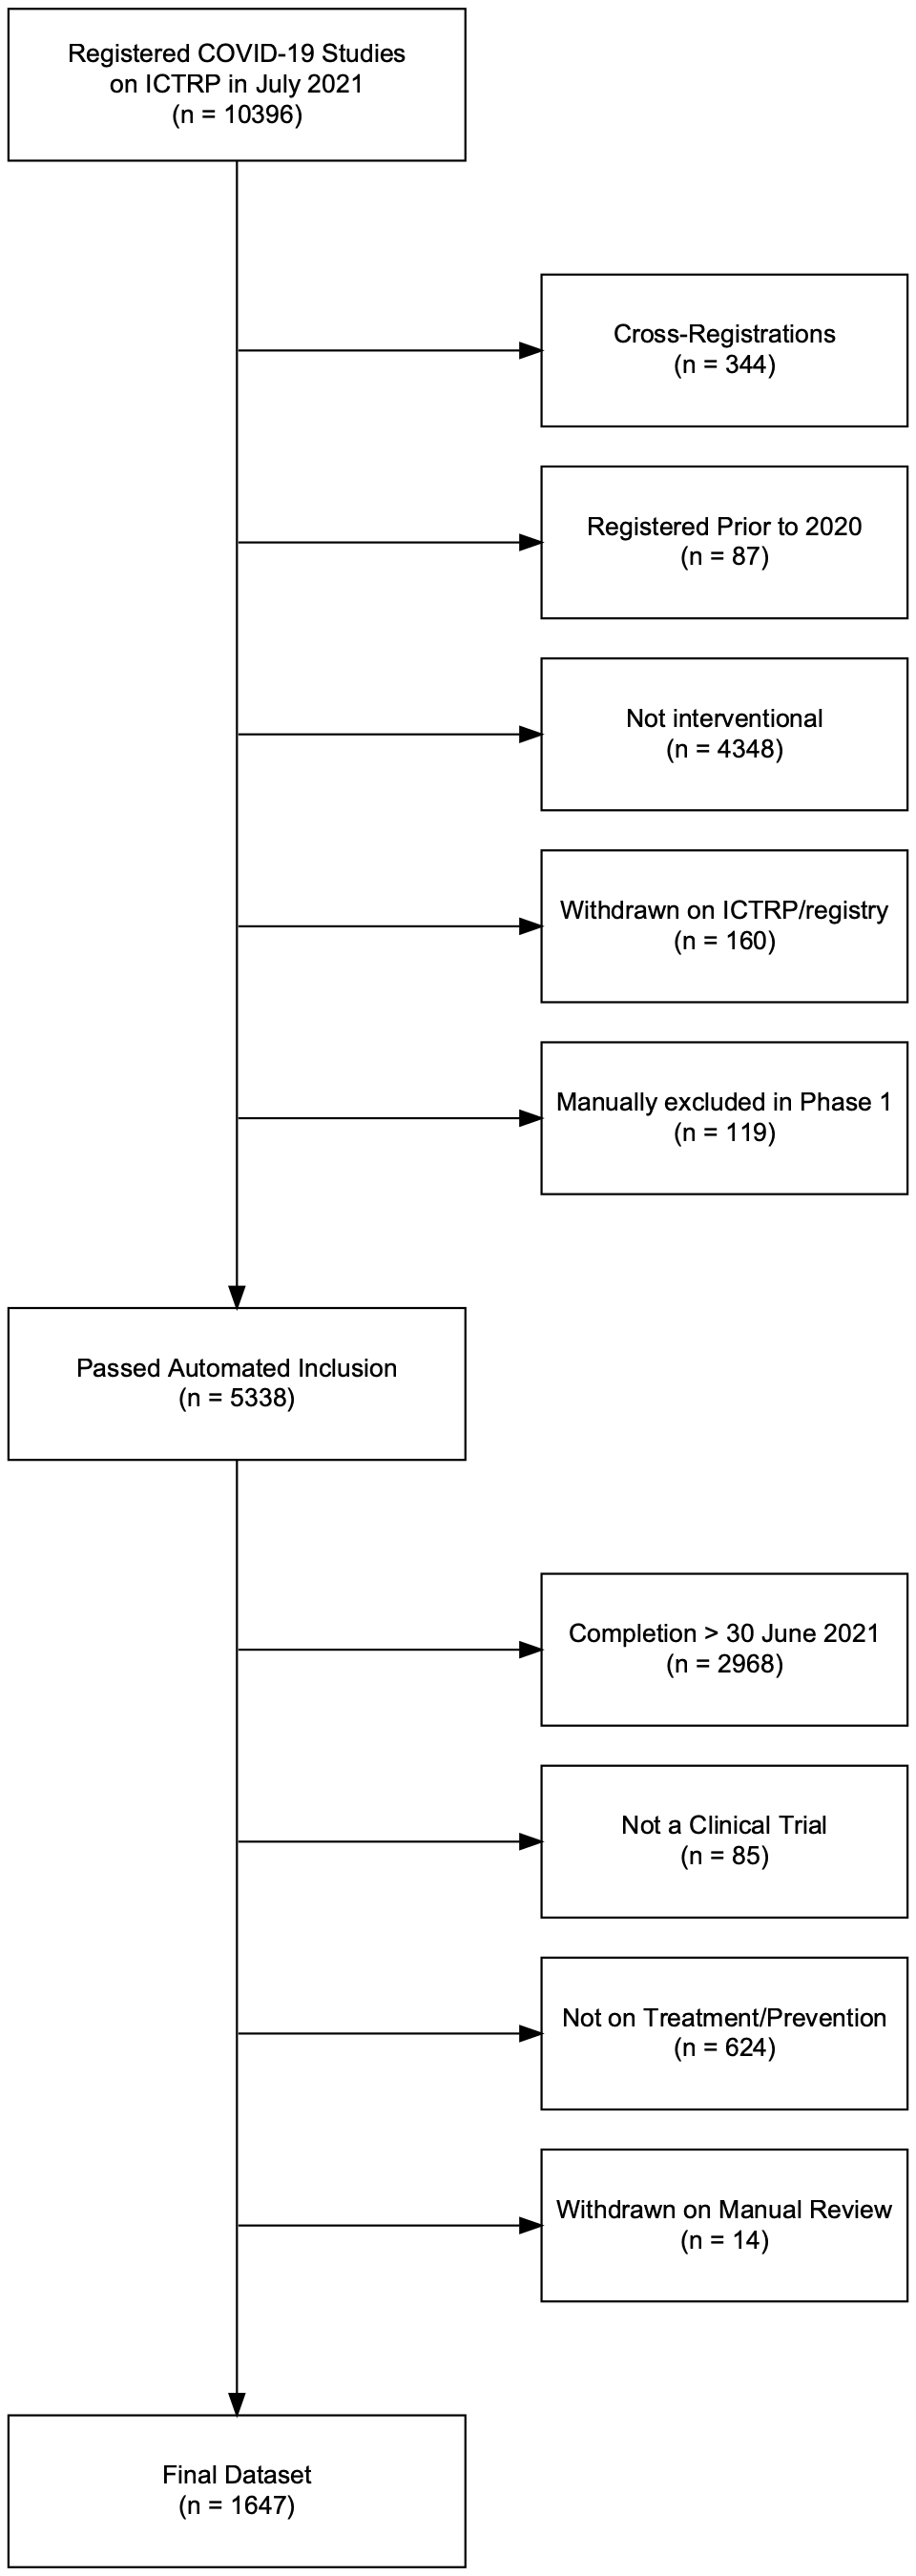 Registered COVID-19 Studies
on ICTRP in July 2021
(n = 10396)
Cross-Registrations
(n = 344)
Registered Prior to 2020
(n = 87)
Not interventional
(n = 4348)
Withdrawn on ICTRP/registry
(n = 160)
Manually excluded in Phase 1
(n = 119)
Passed Automated Inclusion
(n = 5338)
Completion > 30 June 2021
(n = 2968)
Not a Clinical Trial
(n = 85)
Not on Treatment/Prevention
(n = 624)
Withdrawn on Manual Review
(n = 14)
Final Dataset
(n = 1647)